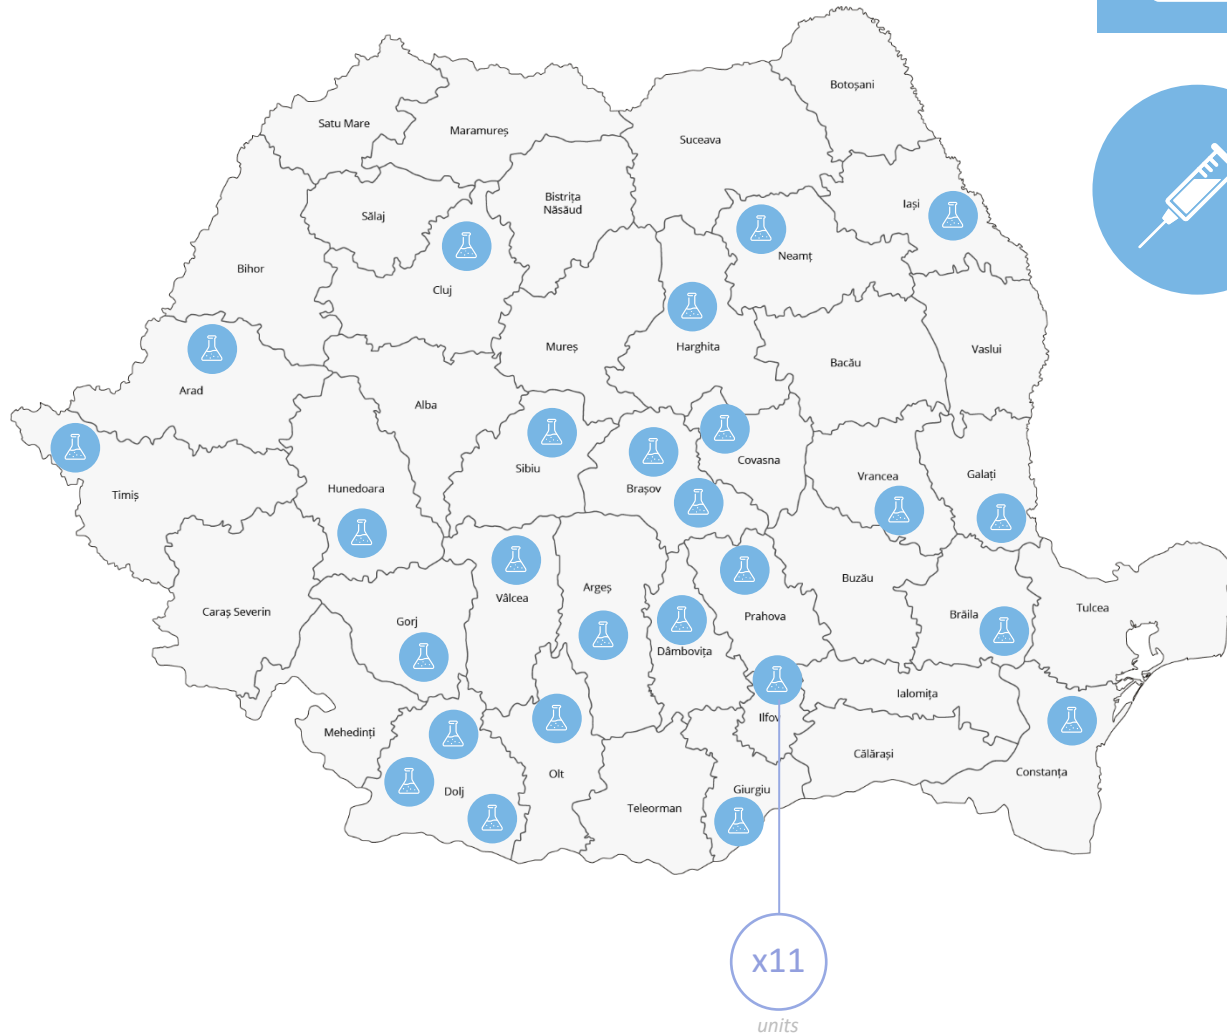 Botoșani
Satu Mare
Maramureș
Suceava
Bistrița
Năsăud
Iași
Sălaj
Neamț
Bihor
Cluj
Mureș
Harghita
Bacău
Vaslui
Arad
Alba
Covasna
Sibiu
Brașov
Vrancea
Galați
Timiș
Hunedoara
Buzău
Argeș
Vâlcea
Caraș Severin
Gorj
Prahova
Brăila
Tulcea
Dâmbovița
Ialomița
Ilfov
Mehedinți
Călărași
Constanța
Olt
Dolj
Giurgiu
Teleorman
x11
units